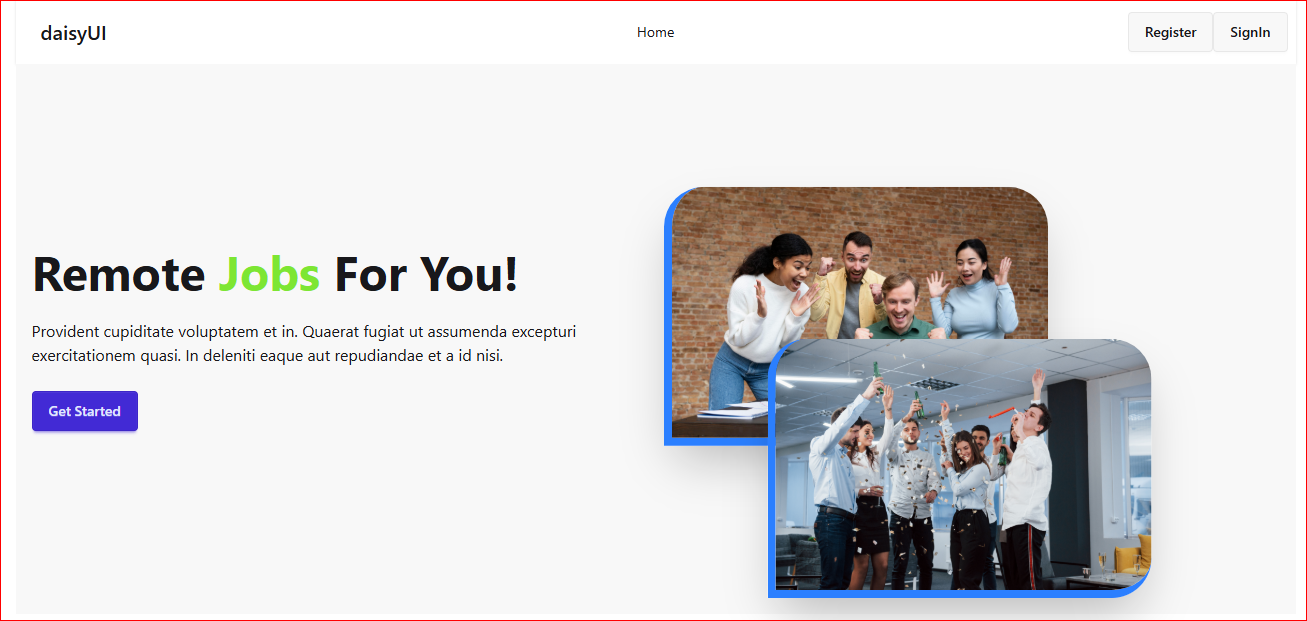 daisyUI
Home
Register
SignIn
Remote Jobs For You!
Provident cupiditate voluptatem et in. Quaerat fugiat ut assumenda excepturi
exercitationem quasi. In deleniti eaque aut repudiandae et a id nisi.
Get Started